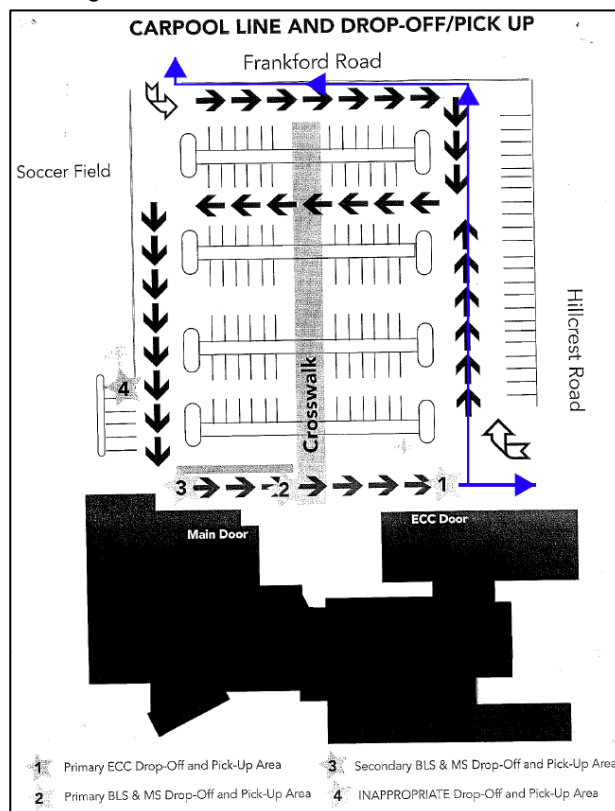 CARPOOL LINE AND DROP-OFF/PICK UP
Frankford Road
Soccer Field
Hillcrest Road
Crosswalk
4
3
2
1
ECC Door
Main Door
1 Primary ECC Drop-Off and Pick-Up Area
3 Secondary BLS & MS Drop-Off and Pick-Up Area
2 Primary BLS & MS Drop-Off and Pick-Up Area
4 INAPPROPRIATE Drop-Off and Pick-Up Area